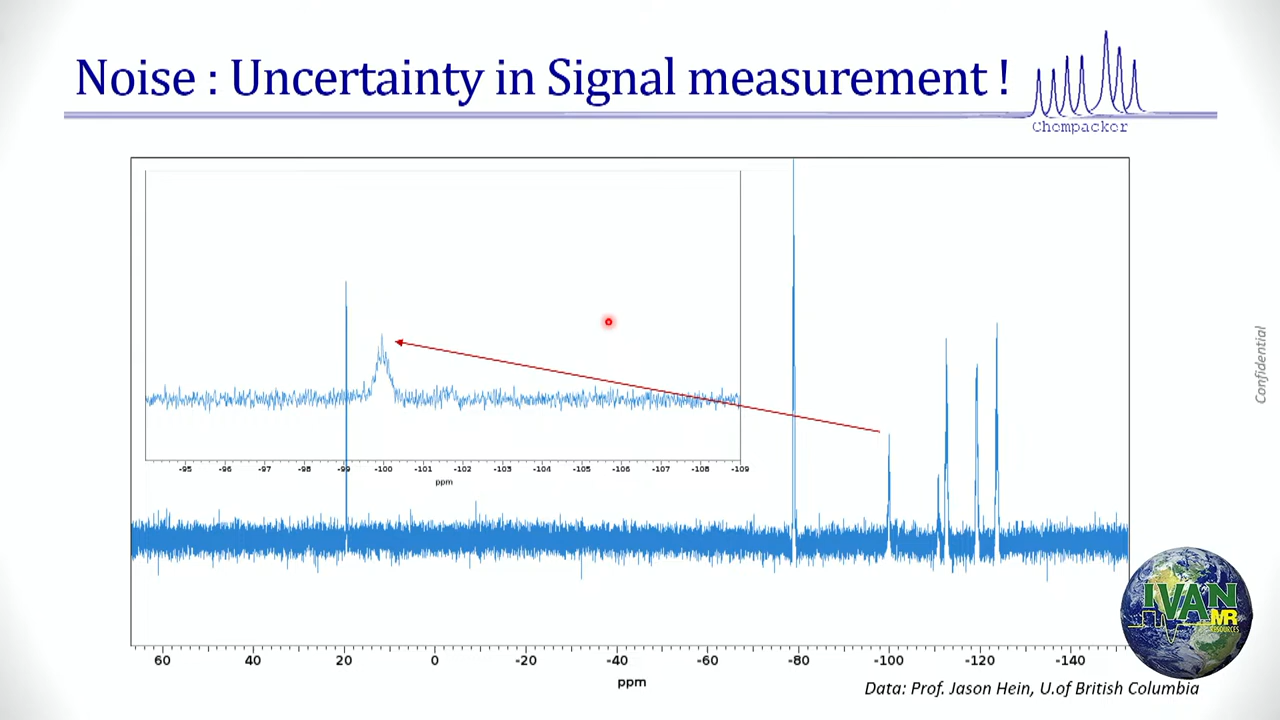 Noise : Uncertainty in Signal measurement !
Chompackor
Confidential
-95 -96 -97 -98 -99 -100 -101 -102 -103 -104 -105 -106 -107 -108 -109
ppm
60 40 20 0 -20 -40 -60 -80 -100 -120 -140
ppm
IVAN
MR
RESOURCES
Data: Prof. Jason Hein, U.of British Columbia